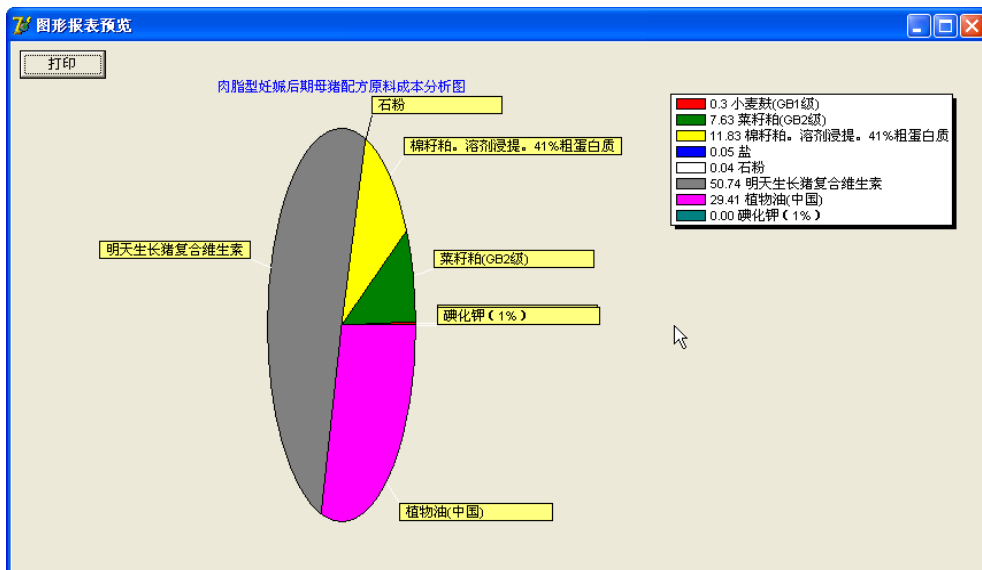 图形报表预览
打印
肉脂型妊娠后期母猪配方原料成本分析图
石粉
棉籽粕。溶剂浸提。41%粗蛋白质
明天生长猪复合维生素
菜籽粕(GB2级)
碘化钾(1%)
植物油(中国)
0.3 小麦麸(GB1级)
7.63 菜籽粕(GB2级)
11.83 棉籽粕。溶剂浸提。41%粗蛋白质
0.05 盐
0.04 石粉
50.74 明天生长猪复合维生素
29.41 植物油(中国)
0.00 碘化钾(1%)